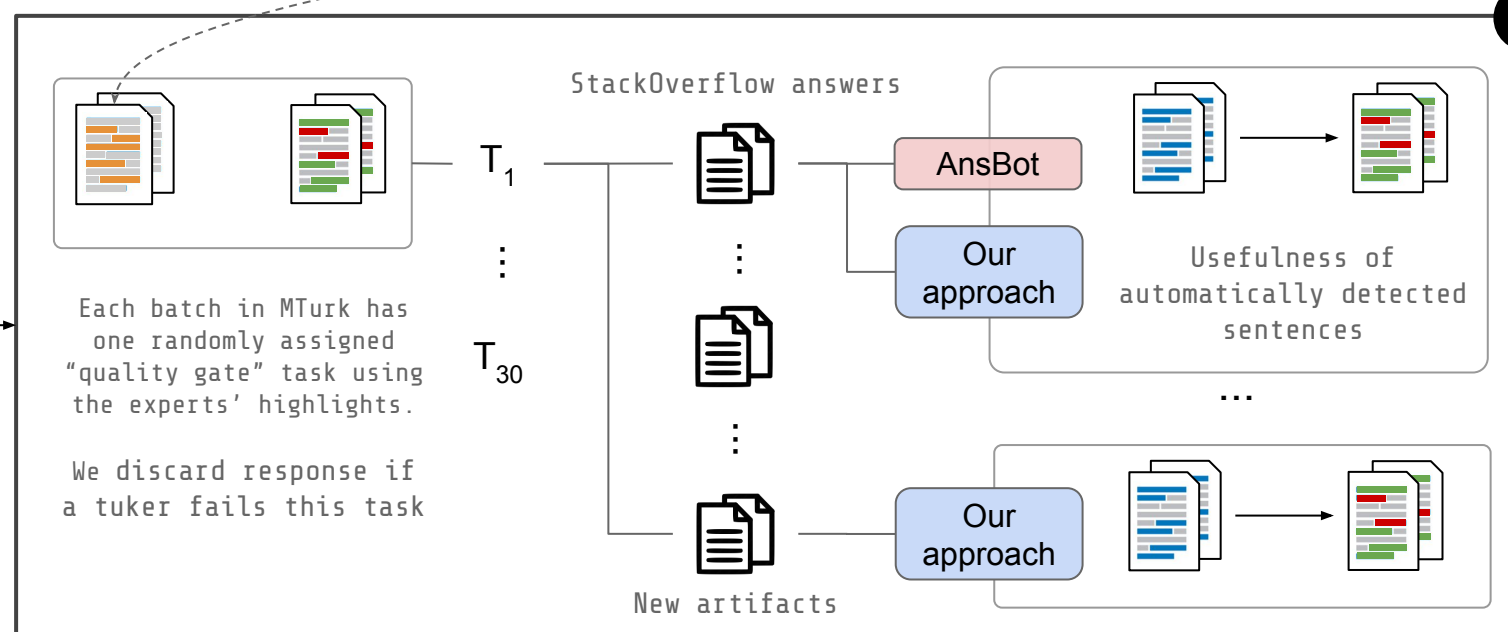 StackOverflow answers
T1
AnsBot
Our
approach
Usefulness of
automatically detected
sentences
⋮
⋮
Each batch in MTurk has
one randomly assigned
“quality gate” task using
the experts’ highlights.
T30
...
We discard response if
a tuker fails this task
⋮
Our
approach
New artifacts